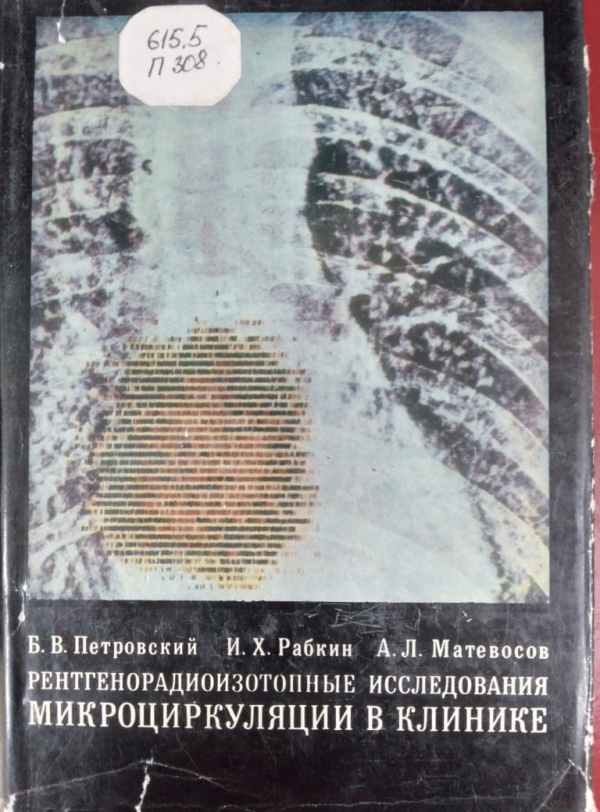 615.5
П 308
Б. В. Петровский И. Х. Рабкин А. Л. Матевосов
РЕНТГЕНОРАДИОИЗОТОПНЫЕ ИССЛЕДОВАНИЯ
МИКРОЦИРКУЛЯЦИИ В КЛИНИКЕ